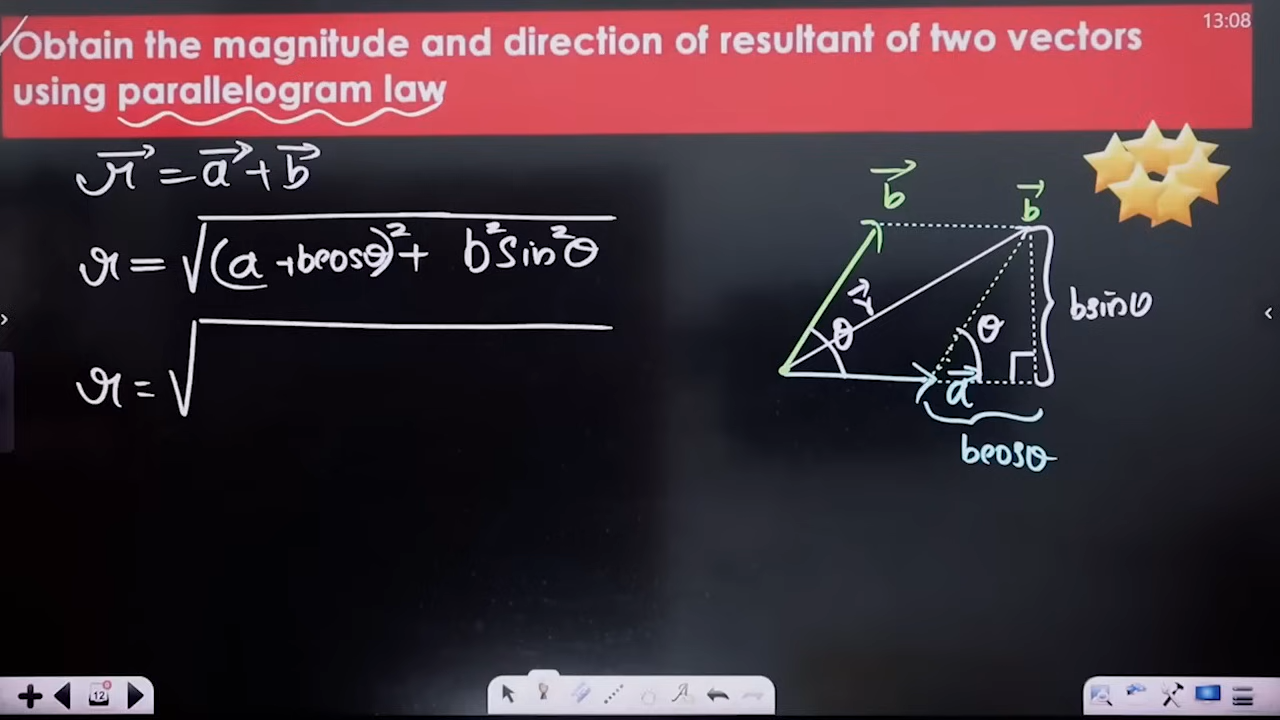 13:08
Obtain the magnitude and direction of resultant of two vectors
using parallelogram law
r⃗ = a⃗ + b⃗
r = √((a + bcosθ)² + b²sin²θ)
r = √
b⃗
b⃗
r⃗
θ
θ
bsinθ
a⃗
bcosθ
12